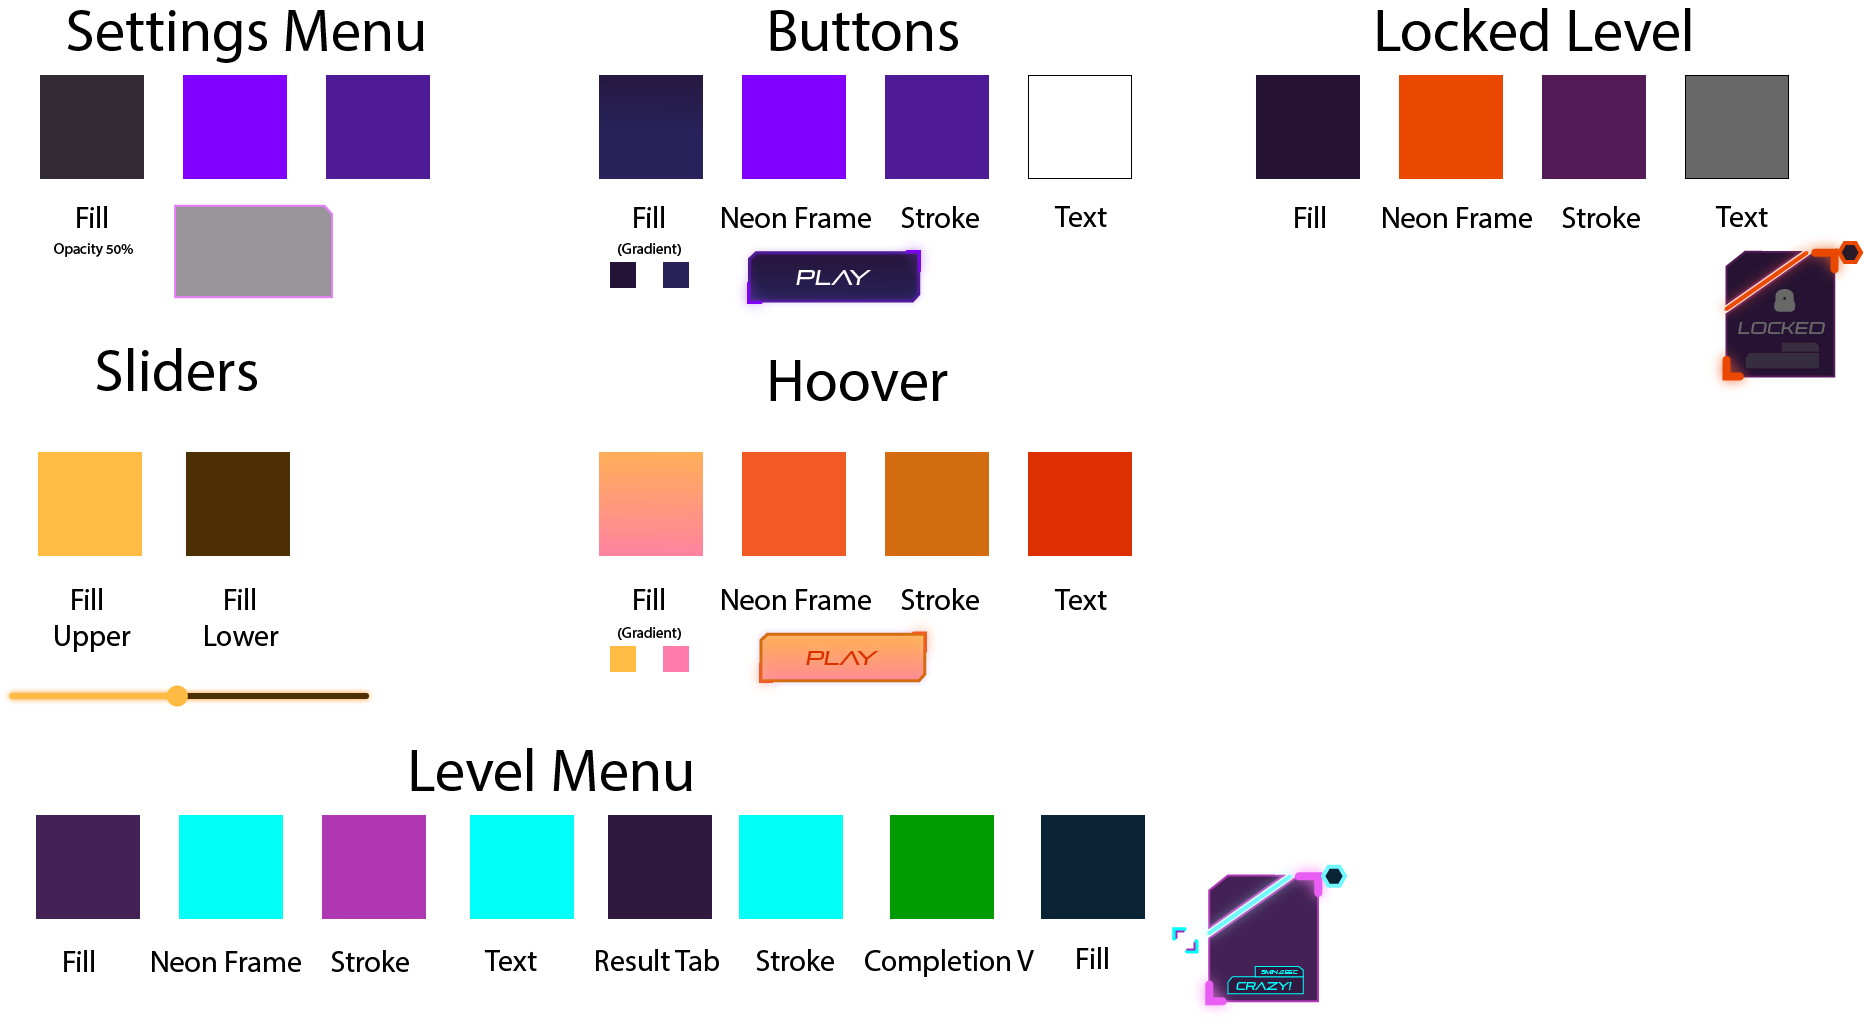 Settings Menu
Fill
Opacity 50%
Buttons
Fill
(Gradient)
Neon Frame
Stroke
Text
PLAY
Locked Level
Fill
Neon Frame
Stroke
Text
LOCKED
Sliders
Fill
Upper
Fill
Lower
Hoover
Fill
(Gradient)
Neon Frame
Stroke
Text
PLAY
Level Menu
Fill
Neon Frame
Stroke
Text
Result Tab
Stroke
Completion V
Fill
CRAZY!